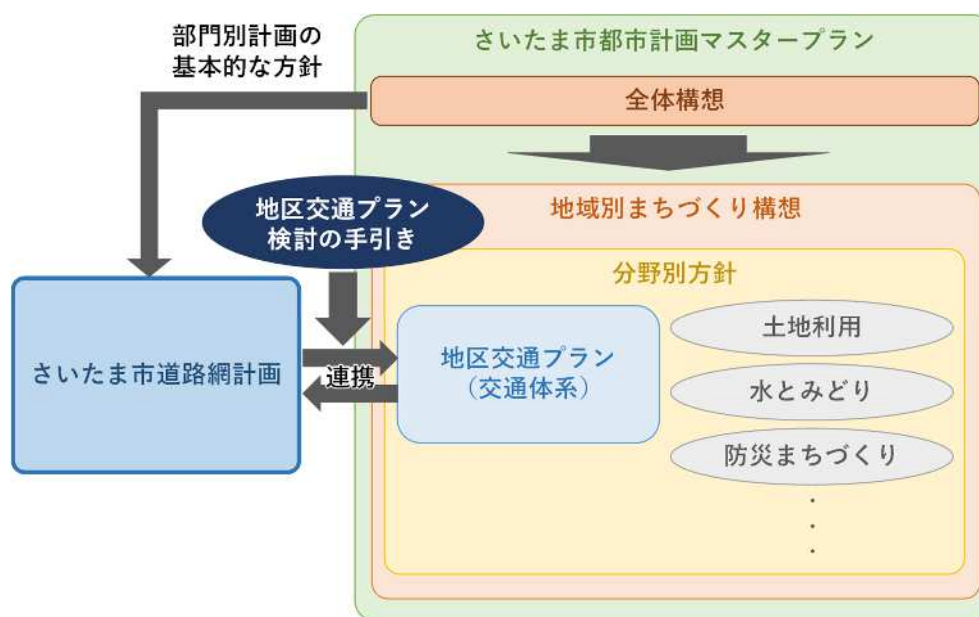 部門別計画の
基本的な方針
さいたま市都市計画マスタープラン
全体構想
地区交通プラン
検討の手引き
地域別まちづくり構想
分野別方針
さいたま市道路網計画
連携
地区交通プラン
(交通体系)
土地利用
水とみどり
防災まちづくり
・
・
・